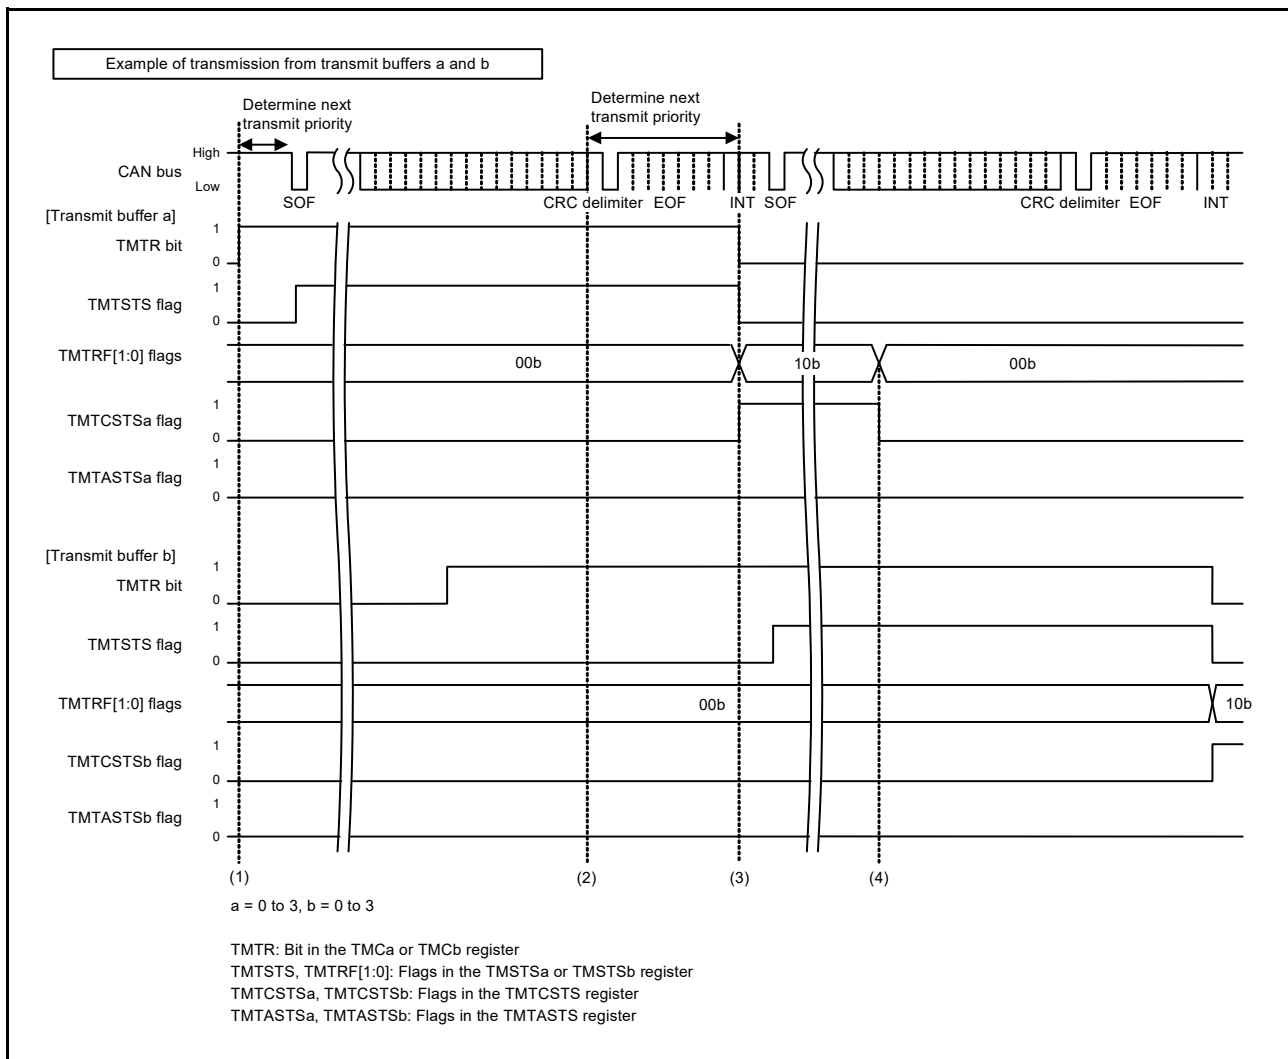 Example of transmission from transmit buffers a and b
Determine next
transmit priority
Determine next
transmit priority
High
CAN bus
Low
SOF
CRC delimiter
EOF
INT
SOF
CRC delimiter
EOF
INT
[Transmit buffer a]
TMTR bit
1
0
TMTSTS flag
1
0
TMTRF[1:0] flags
00b
10b
00b
TMTCSTSa flag
1
0
TMTASTSa flag
1
0
[Transmit buffer b]
TMTR bit
1
0
TMTSTS flag
1
0
TMTRF[1:0] flags
00b
10b
TMTCSTSb flag
1
0
TMTASTSb flag
1
0
(1)
(2)
(3)
(4)
a = 0 to 3, b = 0 to 3
TMTR: Bit in the TMCa or TMCb register
TMTSTS, TMTRF[1:0]: Flags in the TMSTSa or TMSTSb register
TMTCSTSa, TMTCSTSb: Flags in the TMTCSTS register
TMTASTSa, TMTASTSb: Flags in the TMTASTS register